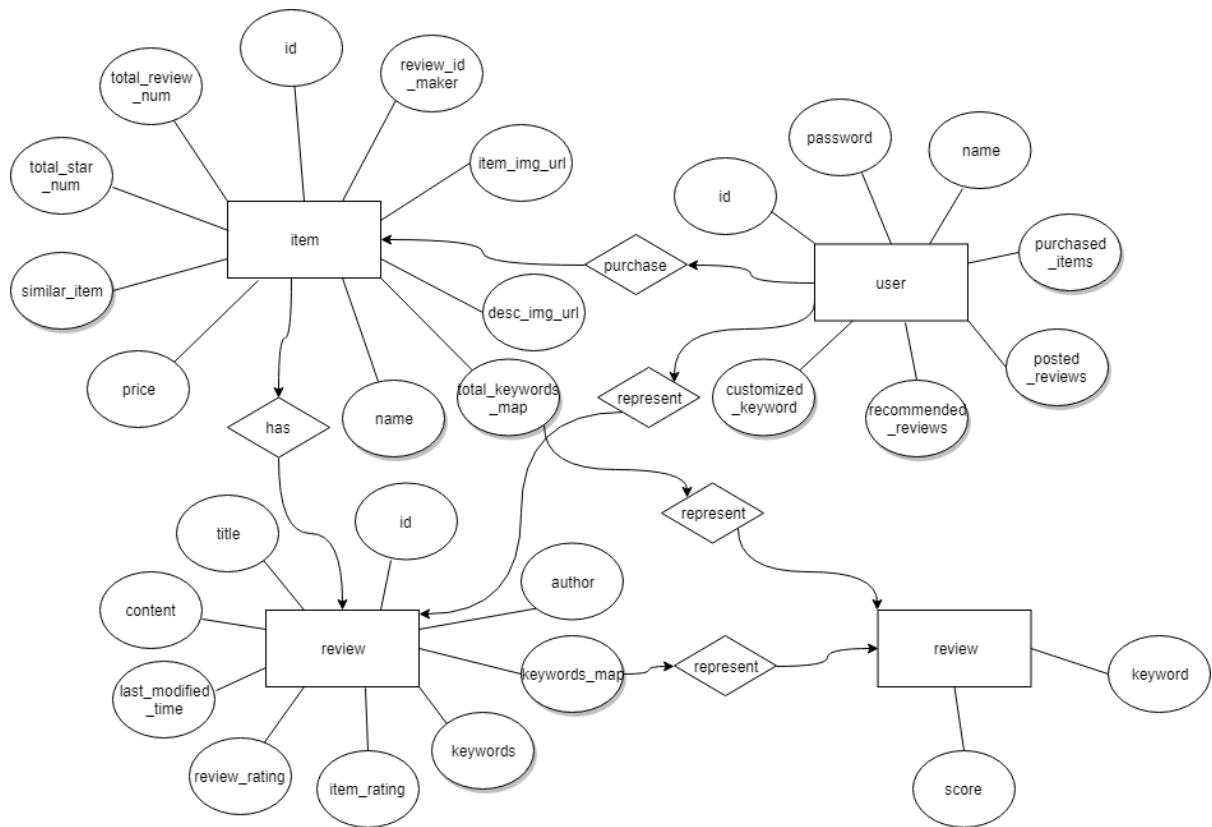 id
total_review
_num
review_id
_maker
total_star
_num
item_img_url
item
similar_item
desc_img_url
price
name
total_keywords
_map
has
purchase
password
name
id
user
purchased
_items
posted
_reviews
customized
_keyword
recommended
_reviews
represent
represent
title
id
content
author
review
last_modified
_time
keywords_map
review_rating
item_rating
keywords
represent
review
keyword
score